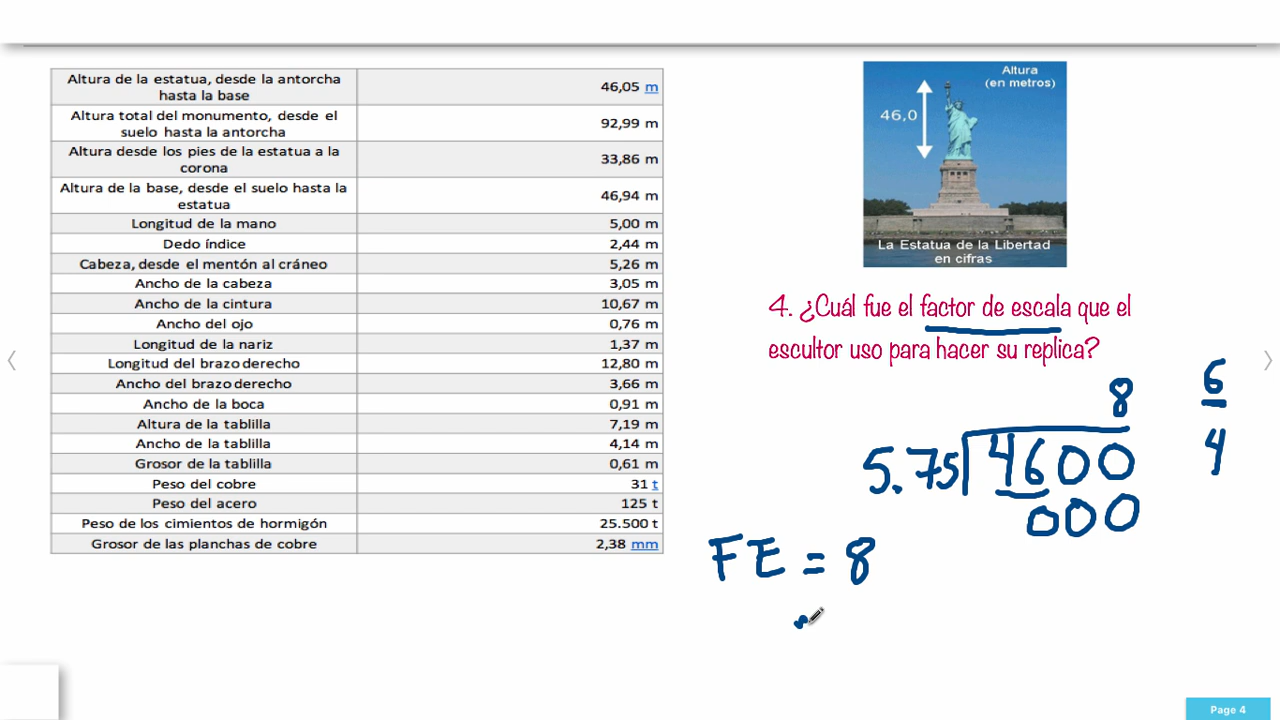 Altura de la estatua, desde la antorcha
hasta la base
46,05 m
Altura total del monumento, desde el
suelo hasta la antorcha
92,99 m
Altura desde los pies de la estatua a la
corona
33,86 m
Altura de la base, desde el suelo hasta la
estatua
46,94 m
Longitud de la mano 5,00 m
Dedo índice 2,44 m
Cabeza, desde el mentón al cráneo 5,26 m
Ancho de la cabeza 3,05 m
Ancho de la cintura 10,67 m
Ancho del ojo 0,76 m
Longitud de la nariz 1,37 m
Longitud del brazo derecho 12,80 m
Ancho del brazo derecho 3,66 m
Ancho de la boca 0,91 m
Altura de la tablilla 7,19 m
Ancho de la tablilla 4,14 m
Grosor de la tablilla 0,61 m
Peso del cobre 31 t
Peso del acero 125 t
Peso de los cimientos de hormigón 25.500 t
Grosor de las planchas de cobre 2,38 mm
Altura
(en metros)
46,0
La Estatua de la Libertad
en cifras
4. ¿Cuál fue el factor de escala que el
escultor uso para hacer su replica?
8
5.75 4600
000
6
4
FE = 8
Page 4